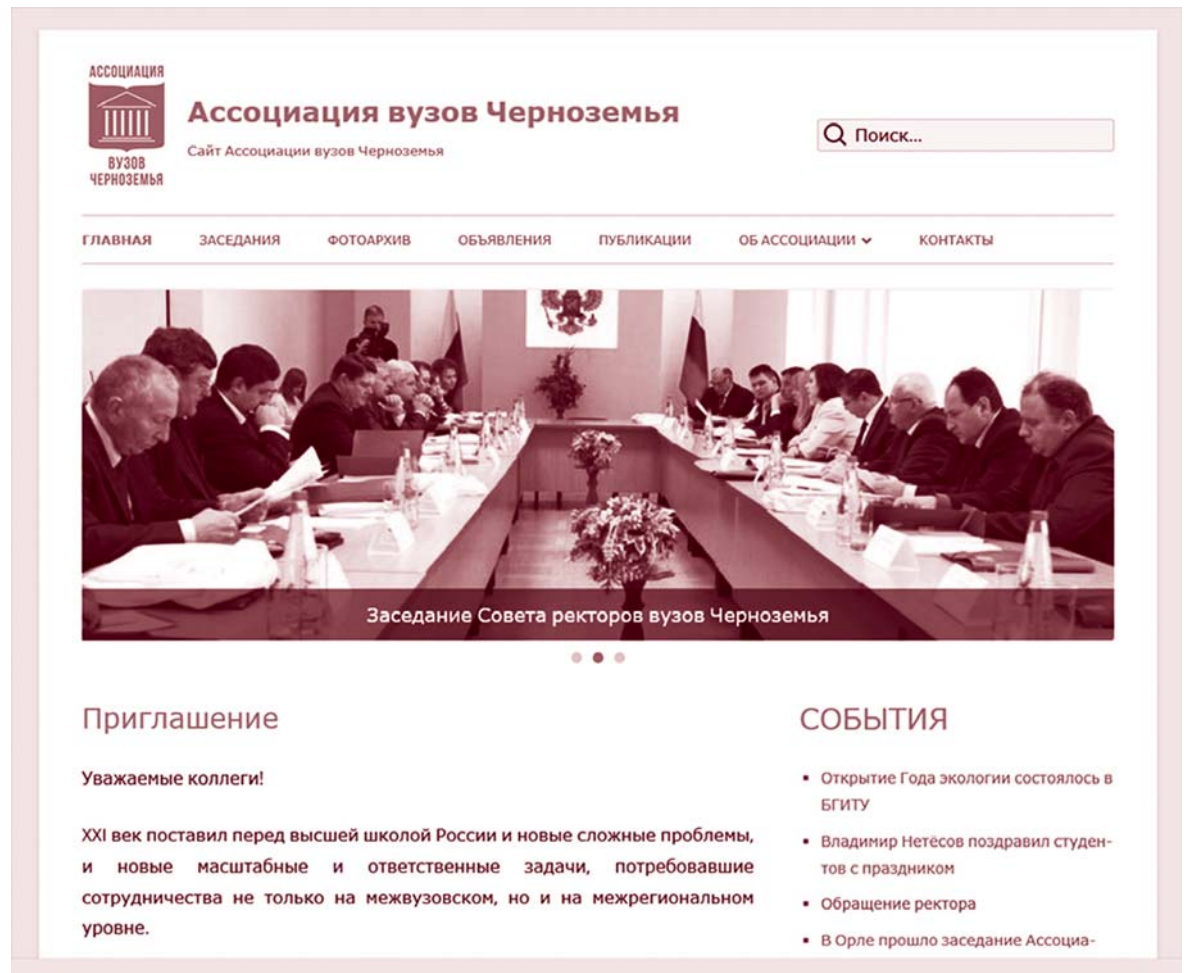 АССОЦИАЦИЯ
ВУЗОВ
ЧЕРНОЗЕМЬЯ
Ассоциация вузов Черноземья
Сайт Ассоциации вузов Черноземья
Поиск...
ГЛАВНАЯ ЗАСЕДАНИЯ ФОТОАРХИВ ОБЪЯВЛЕНИЯ ПУБЛИКАЦИИ ОБ АССОЦИАЦИИ КОНТАКТЫ
Заседание Совета ректоров вузов Черноземья
Приглашение
Уважаемые коллеги!
XXI век поставил перед высшей школой России и новые сложные проблемы,
и новые масштабные и ответственные задачи, потребовавшие
сотрудничества не только на межвузовском, но и на межрегиональном
уровне.
СОБЫТИЯ
Открытие Года экологии состоялось в
БГИТУ
Владимир Нетёсов поздравил студен-
тов с праздником
Обращение ректора
В Орле прошло заседание Ассоциа-